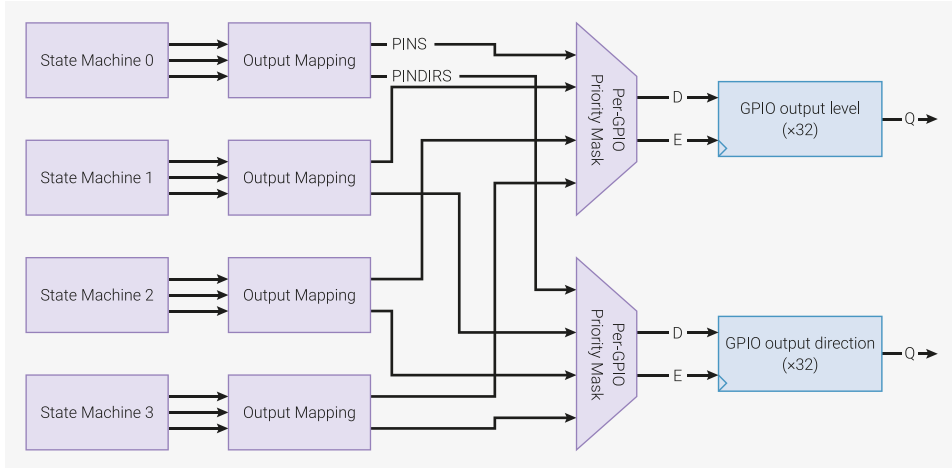 State Machine 0
Output Mapping
PINS
PINDIRS
Per-GPIO
Priority Mask
D
E
GPIO output level
(×32)
Q
State Machine 1
Output Mapping
State Machine 2
Output Mapping
Per-GPIO
Priority Mask
D
E
GPIO output direction
(×32)
Q
State Machine 3
Output Mapping